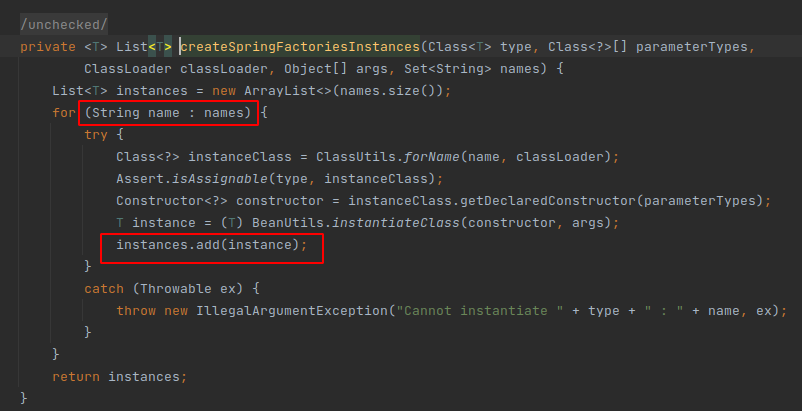 /unchecked/
private <T> List<T> createSpringFactoriesInstances(Class<T> type, Class<?>[] parameterTypes,
ClassLoader classLoader, Object[] args, Set<String> names) {
List<T> instances = new ArrayList<>(names.size());
for (String name : names) {
try {
Class<?> instanceClass = ClassUtils.forName(name, classLoader);
Assert.isAssignable(type, instanceClass);
Constructor<?> constructor = instanceClass.getDeclaredConstructor(parameterTypes);
T instance = (T) BeanUtils.instantiateClass(constructor, args);
instances.add(instance);
}
catch (Throwable ex) {
throw new IllegalArgumentException("Cannot instantiate " + type + " : " + name, ex);
}
}
return instances;
}